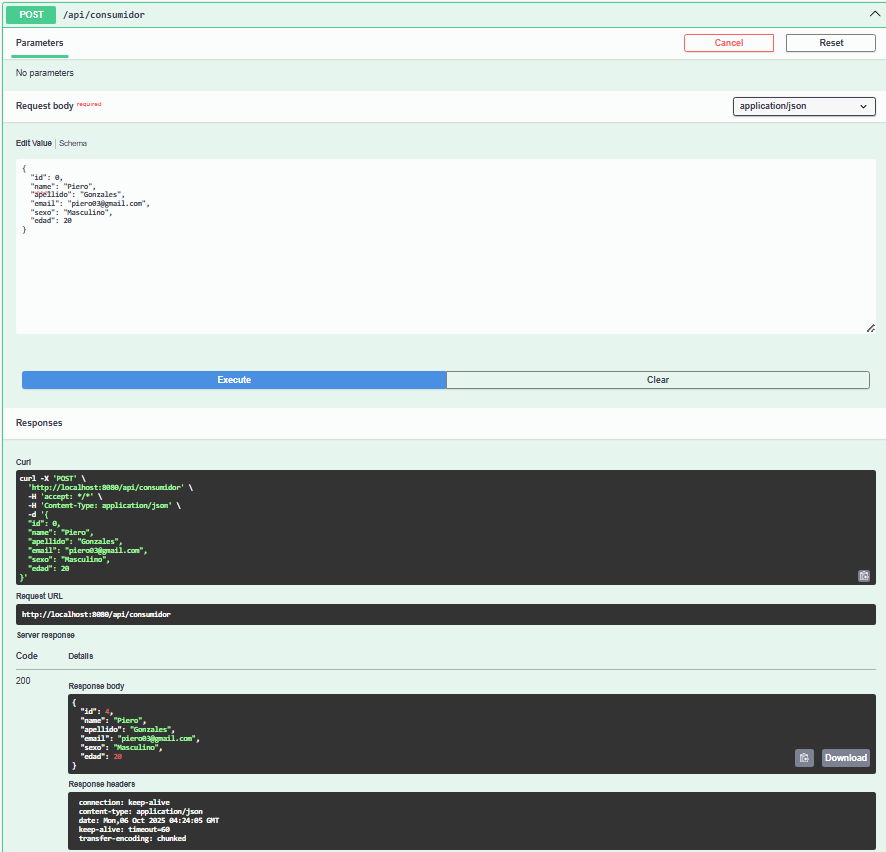 POST /api/consumidor
Parameters
Cancel
Reset
No parameters
Request body required
application/json
Edit Value | Schema
{
"id": 0,
"name": "Piero",
"apellido": "Gonzales",
"email": "piero03@gmail.com",
"sexo": "Masculino",
"edad": 20
}
Execute
Clear
Responses
Curl
curl -X 'POST' \
'http://localhost:8080/api/consumidor' \
-H 'accept: */*' \
-H 'Content-Type: application/json' \
-d '{
"id": 0,
"name": "Piero",
"apellido": "Gonzales",
"email": "piero03@gmail.com",
"sexo": "Masculino",
"edad": 20
}'
Request URL
http://localhost:8080/api/consumidor
Server response
Code Details
200
Response body
{
"id": 4,
"name": "Piero",
"apellido": "Gonzales",
"email": "piero03@gmail.com",
"sexo": "Masculino",
"edad": 20
}
Download
Response headers
connection: keep-alive
content-type: application/json
date: Mon,06 Oct 2025 04:24:05 GMT
keep-alive: timeout=60
transfer-encoding: chunked